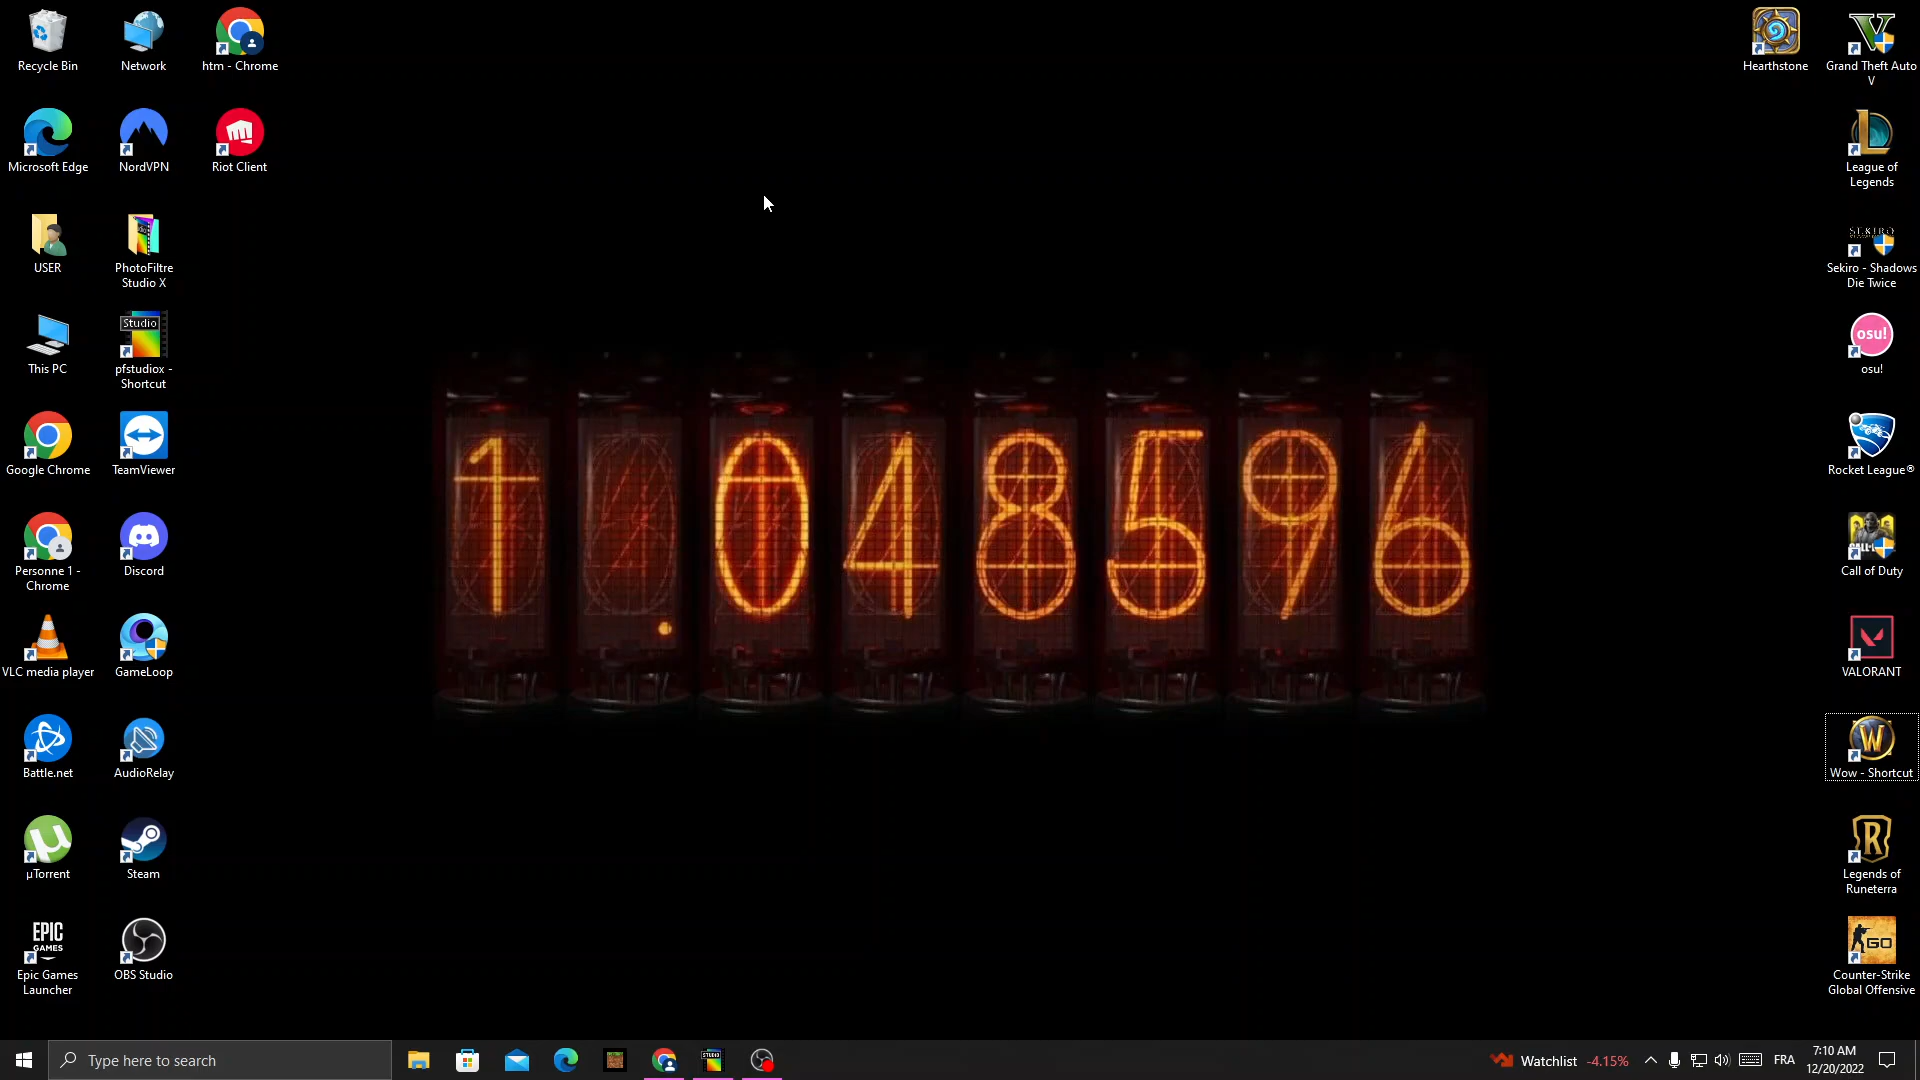 Recycle Bin
Network
htm - Chrome
Hearthstone
Grand Theft Auto
V
Microsoft Edge
NordVPN
Riot Client
League of
Legends
USER
PhotoFiltre
Studio X
SEKIRO
Sekiro - Shadows
Die Twice
Studio
This PC
pfstudiox -
Shortcut
osu!
osu!
Google Chrome
TeamViewer
Rocket League®
1.048596
Personne 1 -
Chrome
Discord
Call of Duty
VLC media player
GameLoop
VALORANT
Battle.net
AudioRelay
W
Wow - Shortcut
µTorrent
Steam
R
Legends of
Runeterra
EPIC
GAMES
Epic Games
Launcher
OBS Studio
GO
Counter-Strike
Global Offensive
Type here to search
STUDIO
Watchlist -4.15%
FRA
7:10 AM
12/20/2022